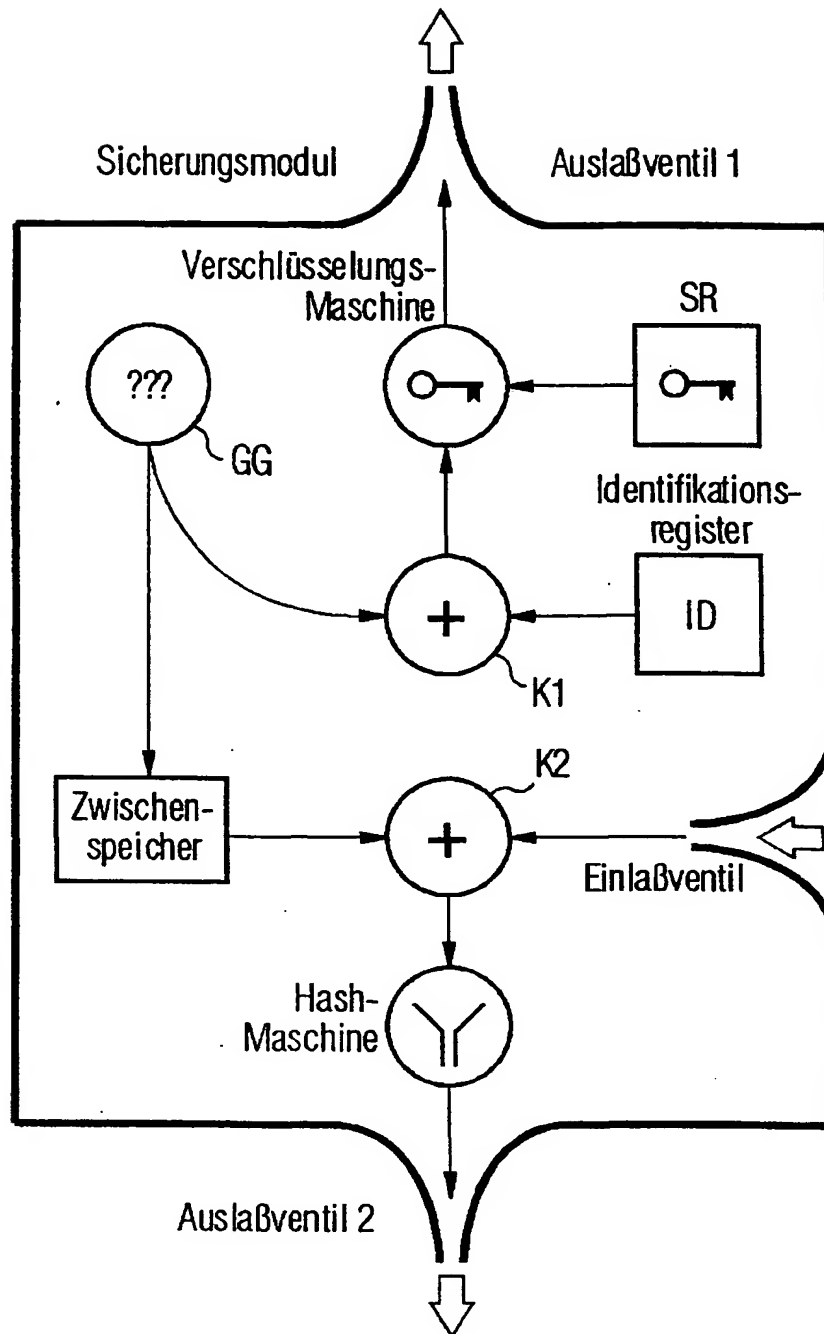 Sicherungsmodul
Auslaßventil 1
Verschlüsselungs-
Maschine
SR
???
GG
Identifikations-
register
ID
K1
K2
Zwischen-
speicher
Einlaßventil
Hash-
Maschine
Auslaßventil 2